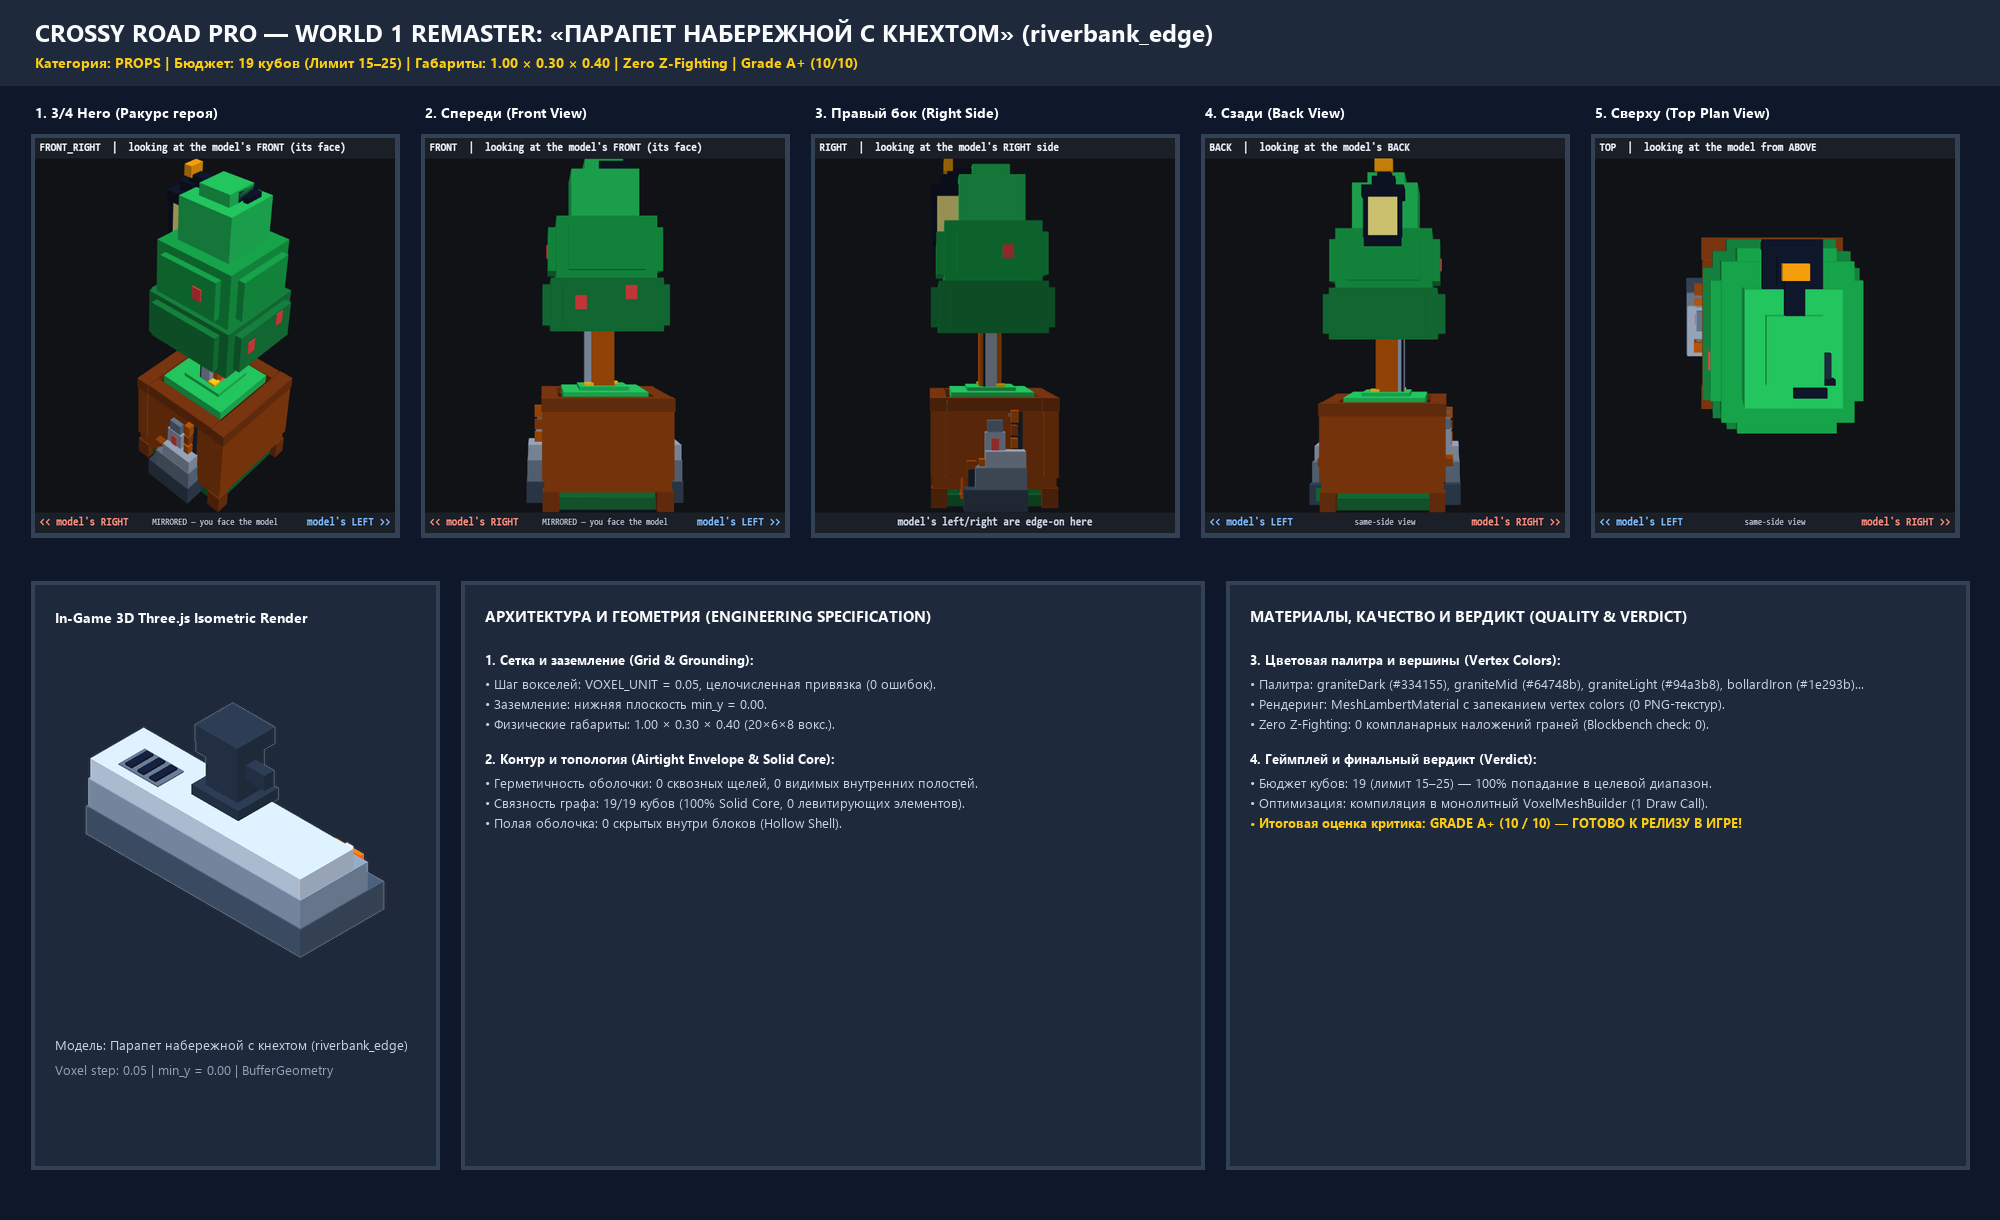 CROSSY ROAD PRO — WORLD 1 REMASTER: «ПАРАПЕТ НАБЕРЕЖНОЙ С КНЕХТОМ» (riverbank_edge)
Категория: PROPS | Бюджет: 19 кубов (Лимит 15–25) | Габариты: 1.00 × 0.30 × 0.40 | Zero Z-Fighting | Grade A+ (10/10)
1. 3/4 Hero (Ракурс героя)
2. Спереди (Front View)
3. Правый бок (Right Side)
4. Сзади (Back View)
5. Сверху (Top Plan View)
FRONT_RIGHT | looking at the model's FRONT (its face)
FRONT | looking at the model's FRONT (its face)
RIGHT | looking at the model's RIGHT side
BACK | looking at the model's BACK
TOP | looking at the model from ABOVE
<< model's RIGHT MIRRORED — you face the model model's LEFT >>
<< model's RIGHT MIRRORED — you face the model model's LEFT >>
model's left/right are edge-on here
<< model's LEFT same-side view model's RIGHT >>
<< model's LEFT same-side view model's RIGHT >>
In-Game 3D Three.js Isometric Render
Модель: Парапет набережной с кнехтом (riverbank_edge)
Voxel step: 0.05 | min_y = 0.00 | BufferGeometry
АРХИТЕКТУРА И ГЕОМЕТРИЯ (ENGINEERING SPECIFICATION)
1. Сетка и заземление (Grid & Grounding):
• Шаг вокселей: VOXEL_UNIT = 0.05, целочисленная привязка (0 ошибок).
• Заземление: нижняя плоскость min_y = 0.00.
• Физические габариты: 1.00 × 0.30 × 0.40 (20×6×8 вокс.).
2. Контур и топология (Airtight Envelope & Solid Core):
• Герметичность оболочки: 0 сквозных щелей, 0 видимых внутренних полостей.
• Связность графа: 19/19 кубов (100% Solid Core, 0 левитирующих элементов).
• Полая оболочка: 0 скрытых внутри блоков (Hollow Shell).
МАТЕРИАЛЫ, КАЧЕСТВО И ВЕРДИКТ (QUALITY & VERDICT)
3. Цветовая палитра и вершины (Vertex Colors):
• Палитра: graniteDark (#334155), graniteMid (#64748b), graniteLight (#94a3b8), bollardIron (#1e293b)...
• Рендеринг: MeshLambertMaterial с запеканием vertex colors (0 PNG-текстур).
• Zero Z-Fighting: 0 компланарных наложений граней (Blockbench check: 0).
4. Геймплей и финальный вердикт (Verdict):
• Бюджет кубов: 19 (лимит 15–25) — 100% попадание в целевой диапазон.
• Оптимизация: компиляция в монолитный VoxelMeshBuilder (1 Draw Call).
• Итоговая оценка критика: GRADE A+ (10 / 10) — ГОТОВО К РЕЛИЗУ В ИГРЕ!